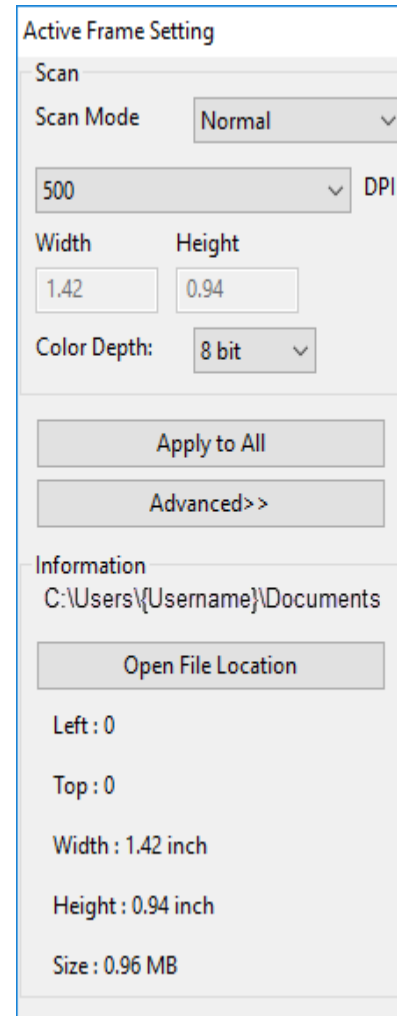 Active Frame Setting
Scan
Scan Mode Normal
500 DPI
Width Height
1.42 0.94
Color Depth: 8 bit
Apply to All
Advanced>>
Information
C:\Users\{Username}\Documents
Open File Location
Left : 0
Top : 0
Width : 1.42 inch
Height : 0.94 inch
Size : 0.96 MB